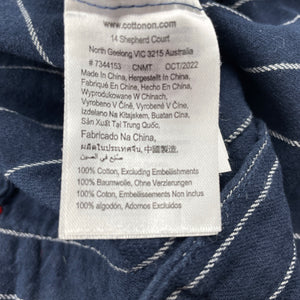 www.cottonon.com
14 Shepherd Court
North Geelong VIC 3215 Australia
# 7344153 CNMT OCT/2022
Made in China, Hergestellt In China,
Fabriqué En Chine, Hecho En China,
Wyprodukowane W Chinach,
Vyrobeno V Číně, Vyrobeno V Číně,
Izdelano Na Kitajskem, Buatan Cina,
Sản Xuất Tại Trung Quốc,
Fabricado Na China,
ผลิตในประเทศจีน, 中國製造,
صنع في الصين
100% Cotton, Excluding Embellishments
100% Baumwolle, Ohne Verzierungen
100% Coton, Embellissements Non Inclus
100% algodón, Adornos Excluidos